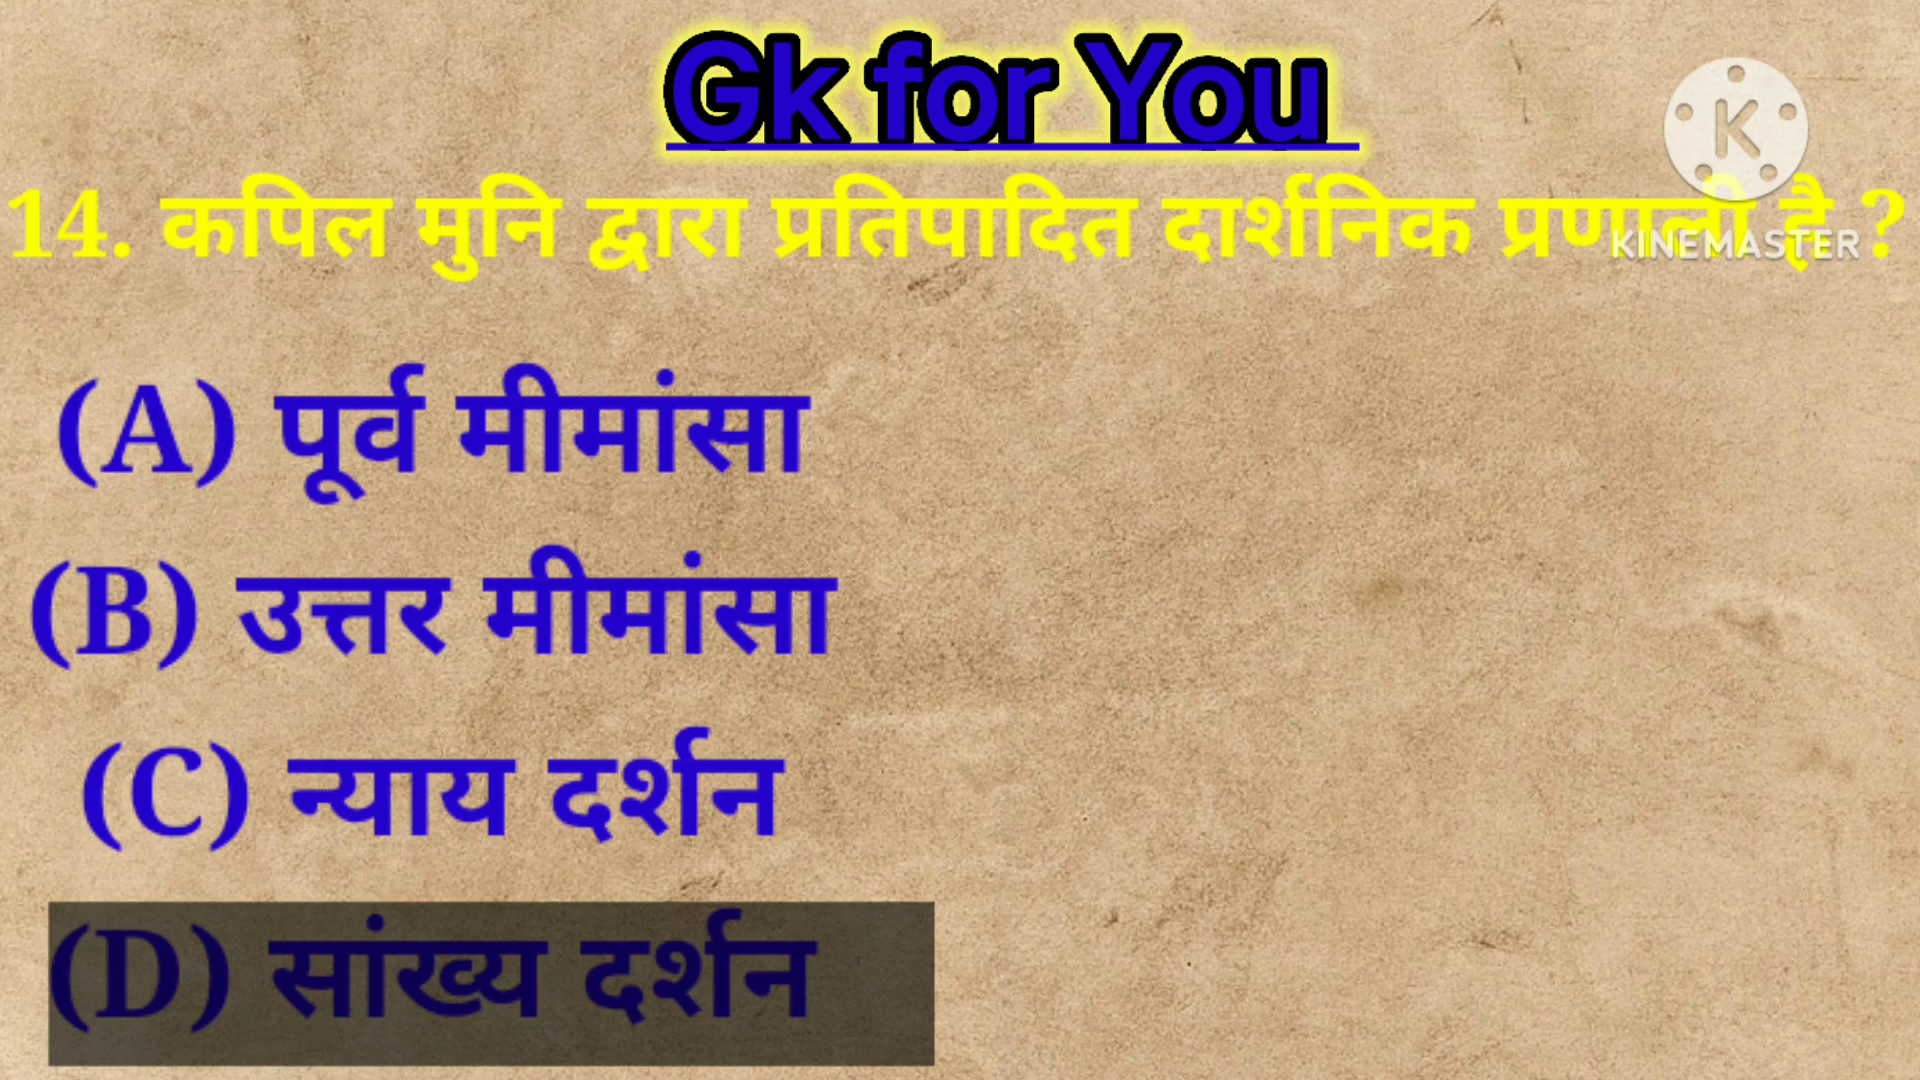 Gk for You
K
14. कपिल मुनि द्वारा प्रतिपादित दार्शनिक प्रणाली है ?
KINEMASTER
(A) पूर्व मीमांसा
(B) उत्तर मीमांसा
(C) न्याय दर्शन
(D) सांख्य दर्शन